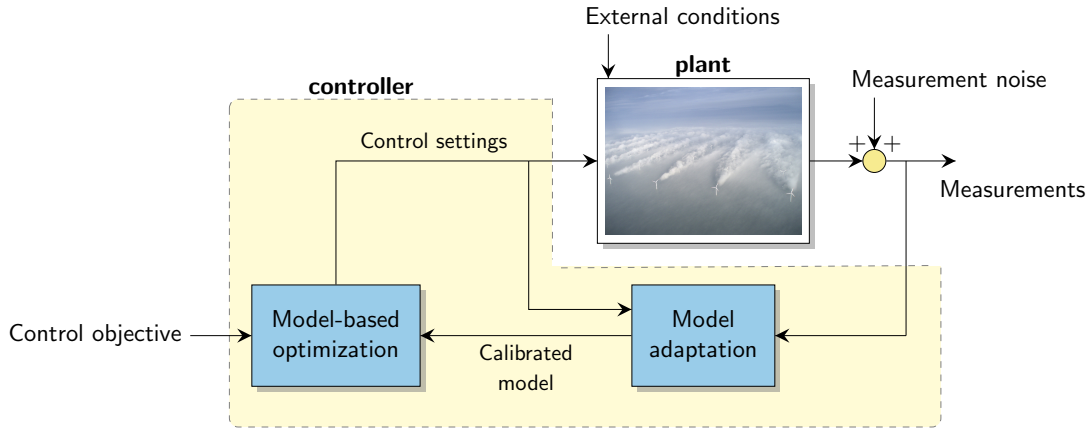 External conditions
plant
controller
Measurement noise
Control settings
+ +
Measurements
Control objective
Model-based
optimization
Calibrated
model
Model
adaptation